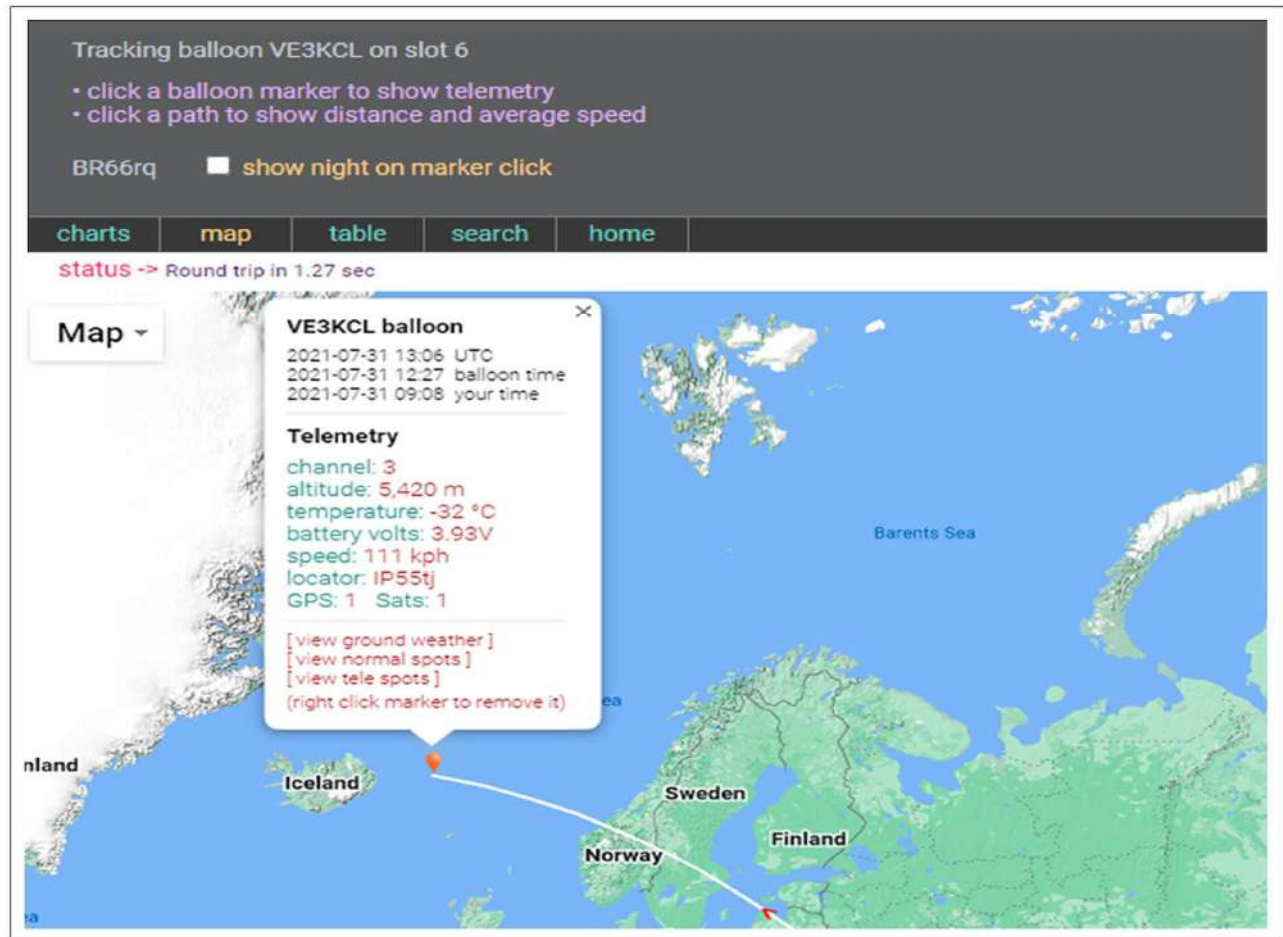 Tracking balloon VE3KCL on slot 6
• click a balloon marker to show telemetry
• click a path to show distance and average speed
BR66rq show night on marker click
charts map table search home
status -> Round trip in 1.27 sec
Map
VE3KCL balloon
2021-07-31 13:06 UTC
2021-07-31 12:27 balloon time
2021-07-31 09:08 your time
Telemetry
channel: 3
altitude: 5,420 m
temperature: -32 °C
battery volts: 3.93V
speed: 111 kph
locator: IP55tj
GPS: 1 Sats: 1
[ view ground weather ]
[ view normal spots ]
[ view tele spots ]
(right click marker to remove it)
Barents Sea
ea
nland
Iceland
Sweden
Finland
Norway
a